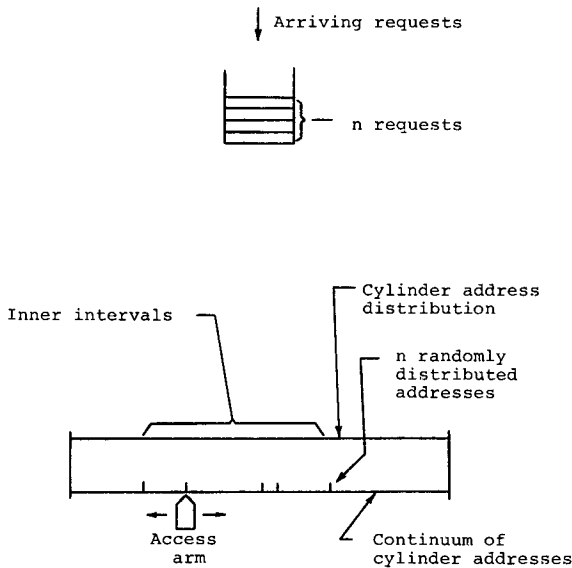 Arriving requests
n requests
Cylinder address
distribution
Inner intervals
n randomly
distributed
addresses
Access
arm
Continuum of
cylinder addresses